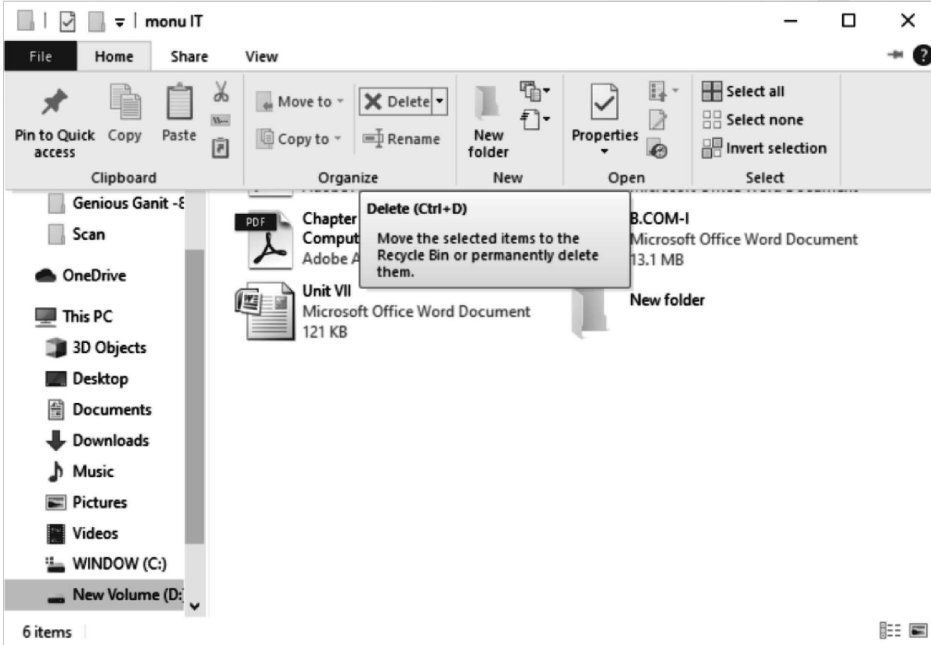 monu IT
File Home Share View
Pin to Quick access
Copy
Paste
Clipboard
Move to
Copy to
Delete
Rename
Organize
New folder
New
Properties
Open
Select all
Select none
Invert selection
Select
Genious Ganit -8
Scan
OneDrive
This PC
3D Objects
Desktop
Documents
Downloads
Music
Pictures
Videos
WINDOW (C:)
New Volume (D:
PDF
Chapter
Comput
Adobe A
Delete (Ctrl+D)
Move the selected items to the
Recycle Bin or permanently delete
them.
B.COM-I
Microsoft Office Word Document
13.1 MB
Unit VII
Microsoft Office Word Document
121 KB
New folder
6 items